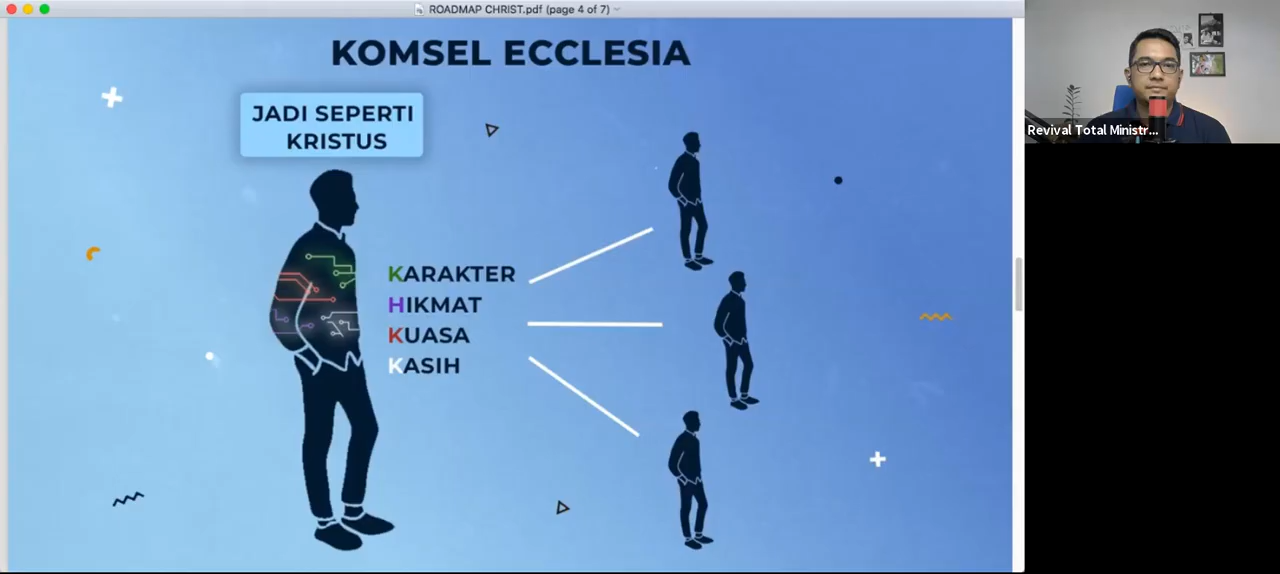 ROADMAP CHRIST.pdf (page 4 of 7)
KOMSEL ECCLESIA
JADI SEPERTI
KRISTUS
KARAKTER
HIKMAT
KUASA
KASIH
Revival Total Ministr...